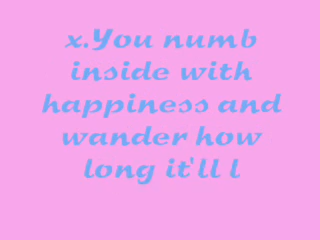 x.You numb
inside with
happiness and
wander how
long it'll l